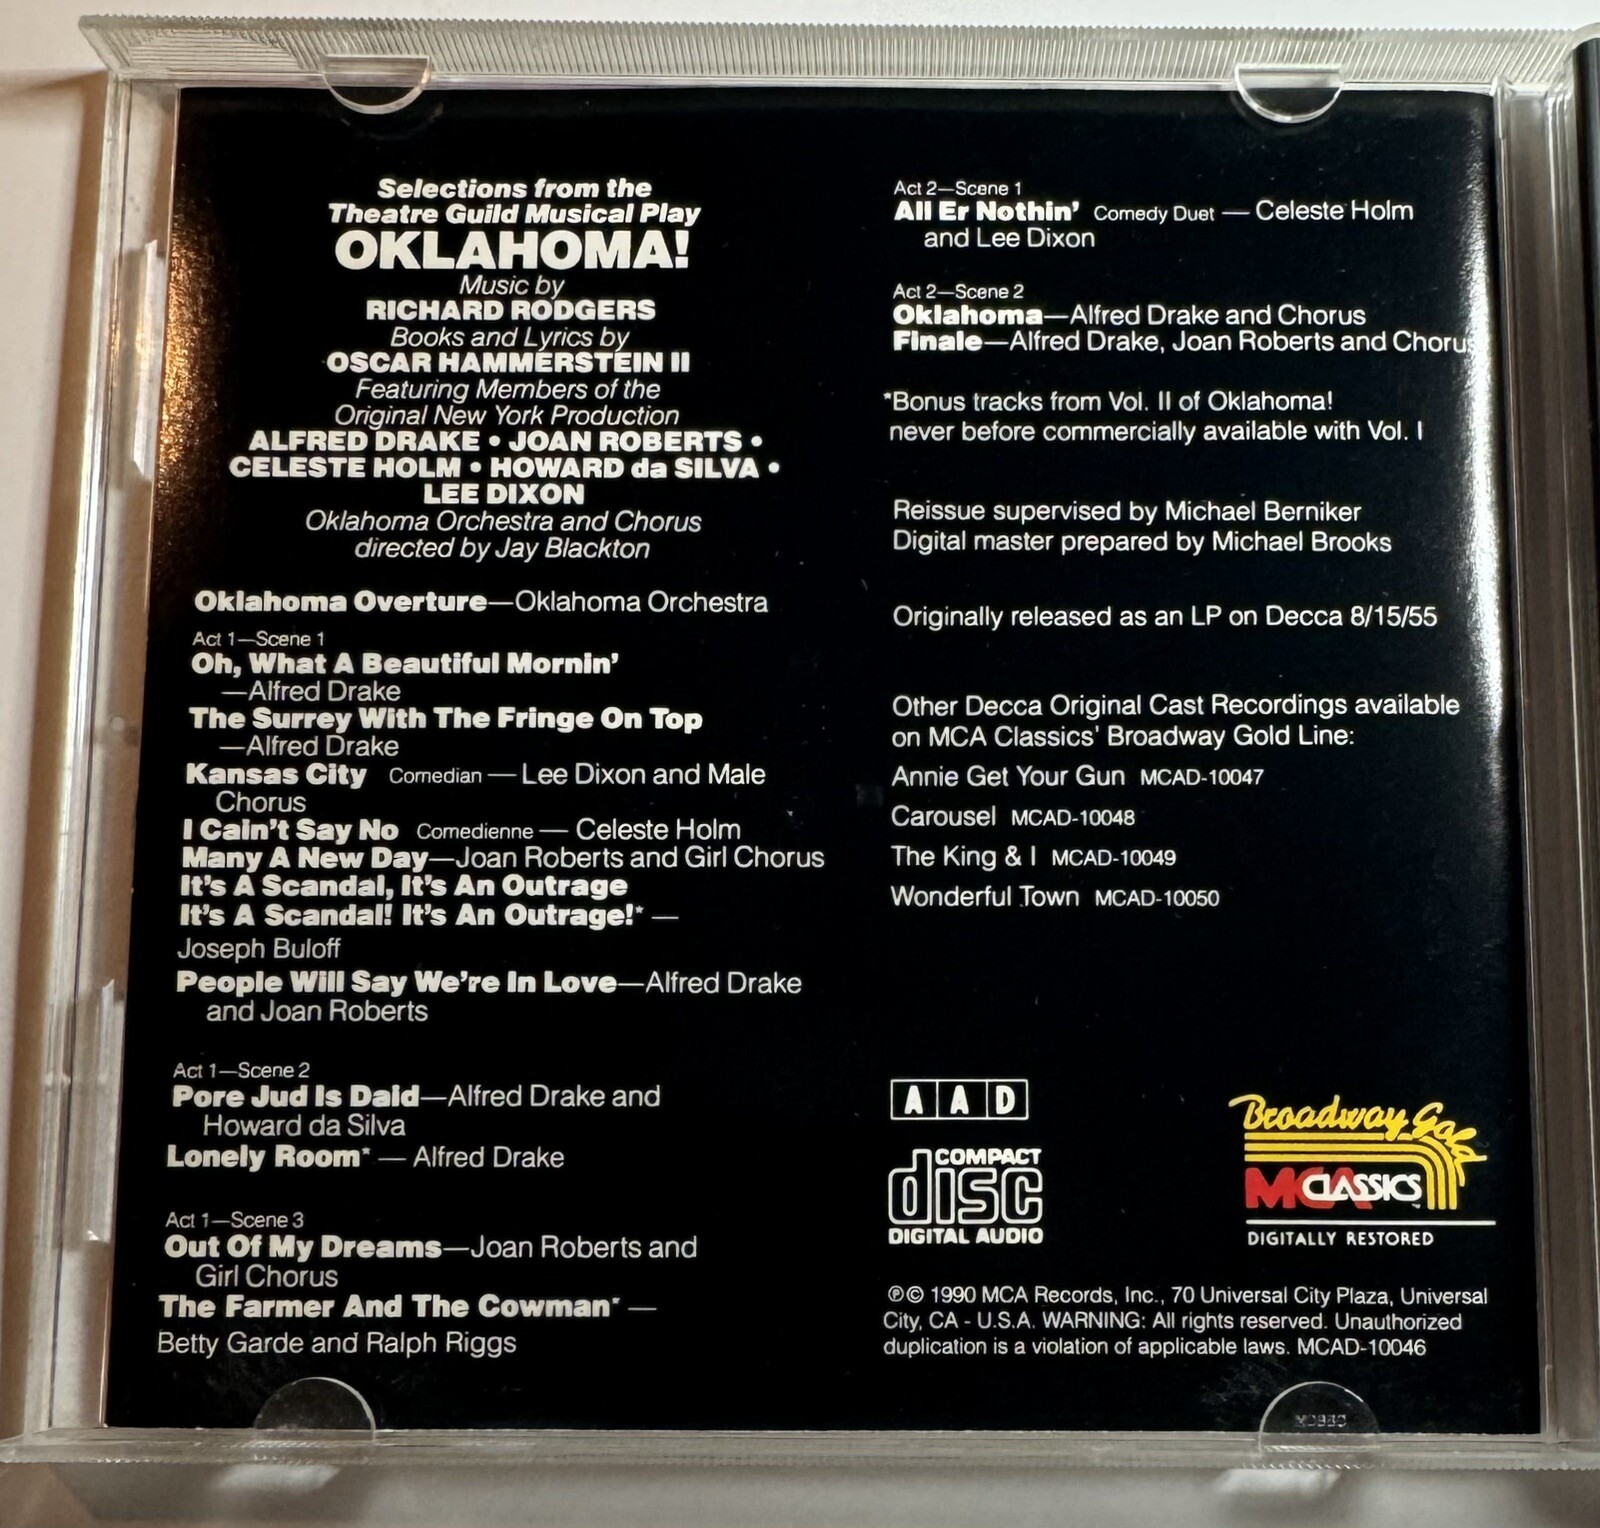 Selections from the
Theatre Guild Musical Play
OKLAHOMA!
Music by
RICHARD RODGERS
Books and Lyrics by
OSCAR HAMMERSTEIN II
Featuring Members of the
Original New York Production
ALFRED DRAKE • JOAN ROBERTS •
CELESTE HOLM • HOWARD da SILVA •
LEE DIXON
Oklahoma Orchestra and Chorus
directed by Jay Blackton
Oklahoma Overture—Oklahoma Orchestra
Act 1—Scene 1
Oh, What A Beautiful Mornin'
—Alfred Drake
The Surrey With The Fringe On Top
—Alfred Drake
Kansas City Comedian — Lee Dixon and Male
Chorus
I Cain't Say No Comedienne — Celeste Holm
Many A New Day—Joan Roberts and Girl Chorus
It's A Scandal, It's An Outrage
It's A Scandal! It's An Outrage!* —
Joseph Buloff
People Will Say We're In Love—Alfred Drake
and Joan Roberts
Act 1—Scene 2
Pore Jud Is Daid—Alfred Drake and
Howard da Silva
Lonely Room* — Alfred Drake
Act 1—Scene 3
Out Of My Dreams—Joan Roberts and
Girl Chorus
The Farmer And The Cowman* —
Betty Garde and Ralph Riggs
Act 2—Scene 1
All Er Nothin' Comedy Duet — Celeste Holm
and Lee Dixon
Act 2—Scene 2
Oklahoma—Alfred Drake and Chorus
Finale—Alfred Drake, Joan Roberts and Chorus
*Bonus tracks from Vol. II of Oklahoma!
never before commercially available with Vol. I
Reissue supervised by Michael Berniker
Digital master prepared by Michael Brooks
Originally released as an LP on Decca 8/15/55
Other Decca Original Cast Recordings available
on MCA Classics' Broadway Gold Line:
Annie Get Your Gun MCAD-10047
Carousel MCAD-10048
The King & I MCAD-10049
Wonderful Town MCAD-10050
AAD
COMPACT
disc
DIGITAL AUDIO
Broadway Gold
MCA CLASSICS
DIGITALLY RESTORED
℗© 1990 MCA Records, Inc., 70 Universal City Plaza, Universal
City, CA - U.S.A. WARNING: All rights reserved. Unauthorized
duplication is a violation of applicable laws. MCAD-10046